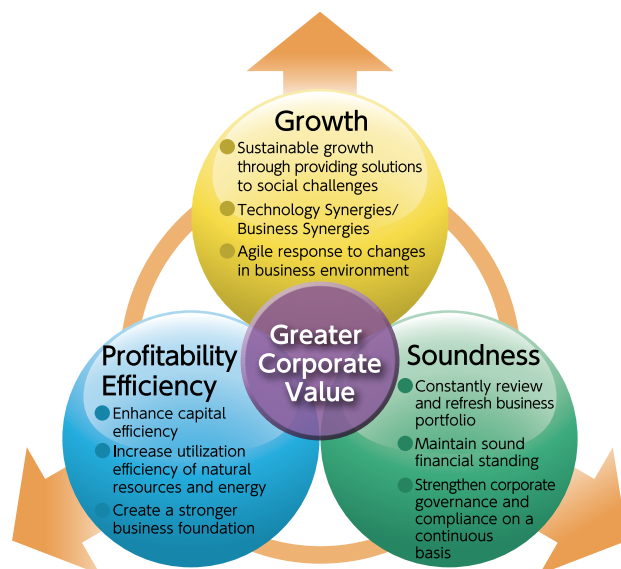 Growth
Sustainable growth
through providing solutions
to social challenges
Technology Synergies/
Business Synergies
Agile response to changes
in business environment
Greater
Corporate
Value
Profitability
Efficiency
Enhance capital
efficiency
Increase utilization
efficiency of natural
resources and energy
Create a stronger
business foundation
Soundness
Constantly review
and refresh business
portfolio
Maintain sound
financial standing
Strengthen corporate
governance and
compliance on a
continuous
basis